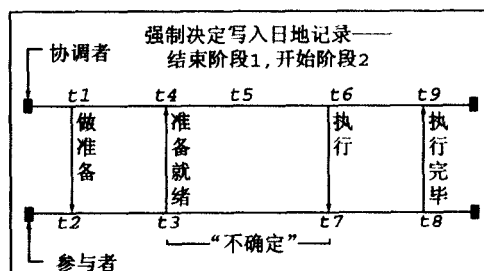 强制决定写入日地记录——
结束阶段1,开始阶段2
协调者
t1 t4 t5 t6 t9
做准备
准备就绪
执行
执行完毕
t2 t3 t7 t8
“不确定”
参与者